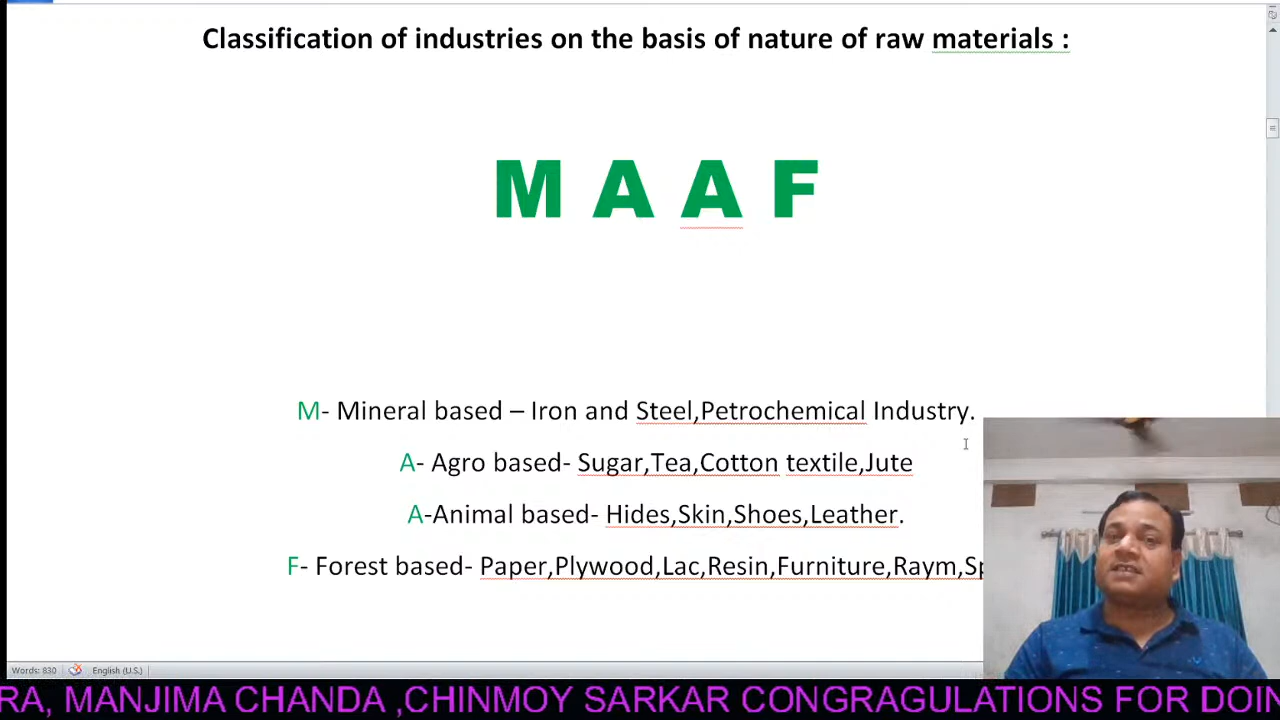 Classification of industries on the basis of nature of raw materials :
M A A F
M- Mineral based – Iron and Steel,Petrochemical Industry.
A- Agro based- Sugar,Tea,Cotton textile,Jute
A-Animal based- Hides,Skin,Shoes,Leather.
F- Forest based- Paper,Plywood,Lac,Resin,Furniture,Raym,
Words: 830 English (U.S.)
RA, MANJIMA CHANDA ,CHINMOY SARKAR CONGRAGULATIONS FOR DOIN